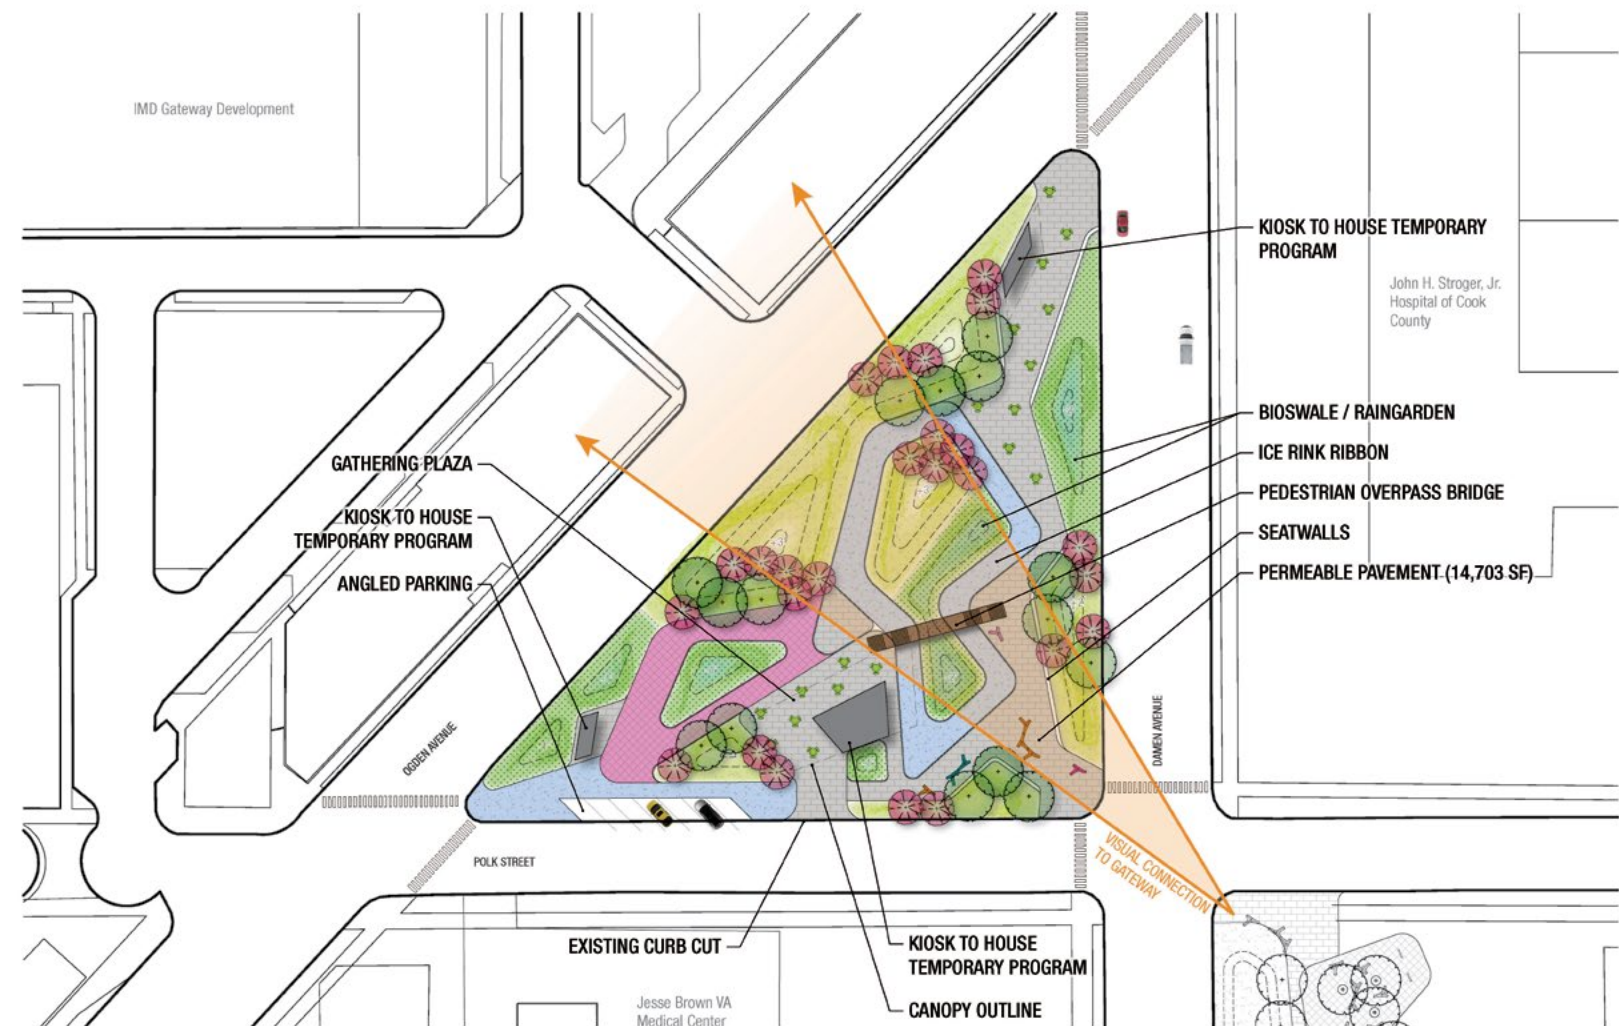 IMD Gateway Development
KIOSK TO HOUSE TEMPORARY
PROGRAM
John H. Stroger, Jr.
Hospital of Cook
County
BIOSWALE / RAINGARDEN
ICE RINK RIBBON
PEDESTRIAN OVERPASS BRIDGE
SEATWALLS
PERMEABLE PAVEMENT (14,703 SF)
GATHERING PLAZA
KIOSK TO HOUSE
TEMPORARY PROGRAM
ANGLED PARKING
OGDEN AVENUE
DAMEN AVENUE
POLK STREET
VISUAL CONNECTION
TO GATEWAY
EXISTING CURB CUT
KIOSK TO HOUSE
TEMPORARY PROGRAM
CANOPY OUTLINE
Jesse Brown VA
Medical Center